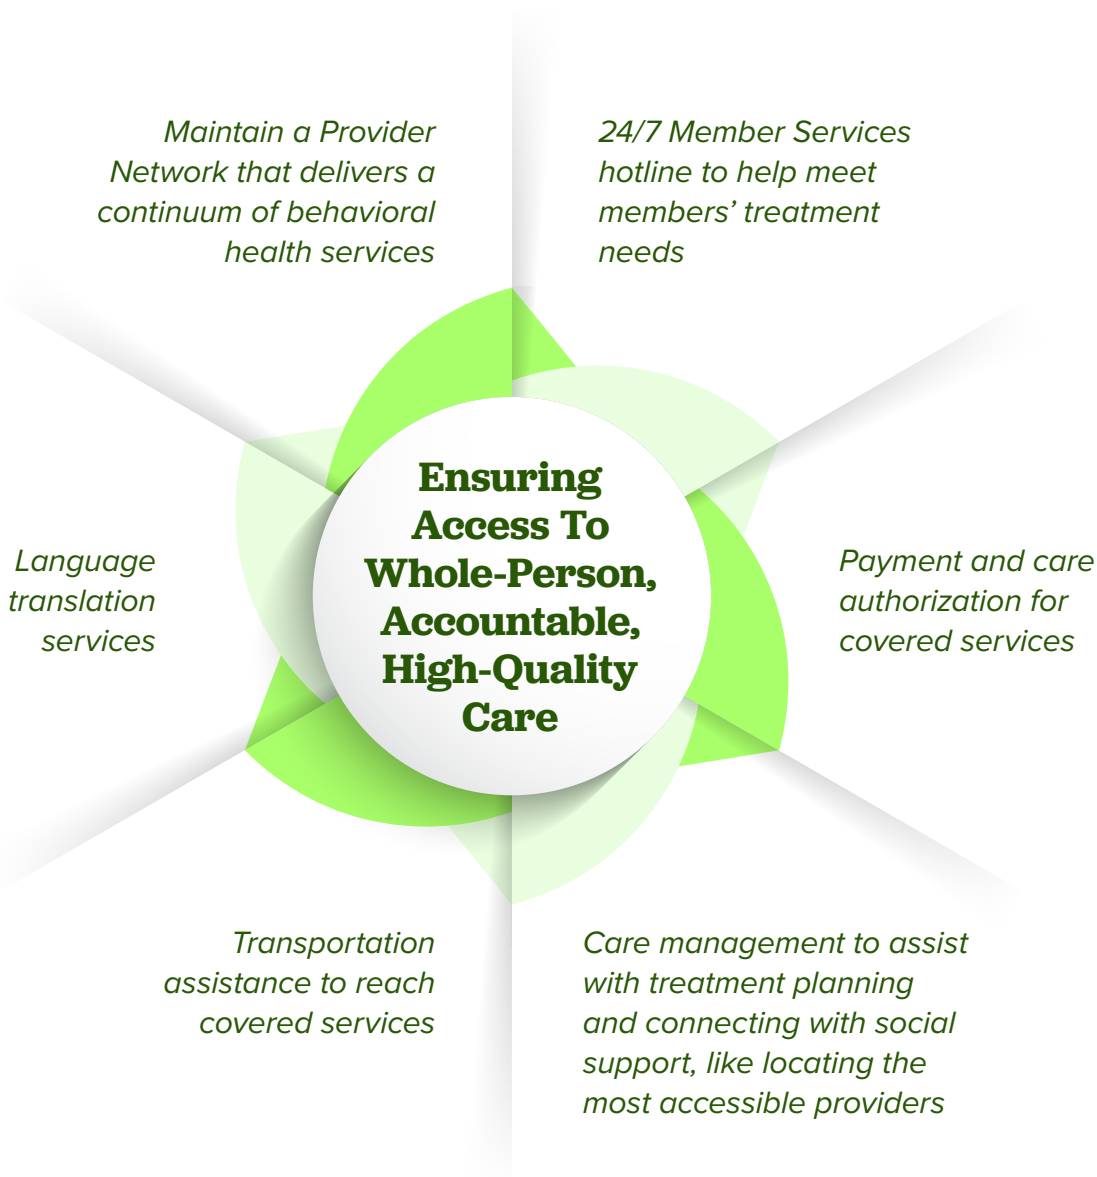 Maintain a Provider
Network that delivers a
continuum of behavioral
health services
24/7 Member Services
hotline to help meet
members’ treatment
needs
Ensuring
Access To
Whole-Person,
Accountable,
High-Quality
Care
Language
translation
services
Payment and care
authorization for
covered services
Transportation
assistance to reach
covered services
Care management to assist
with treatment planning
and connecting with social
support, like locating the
most accessible providers